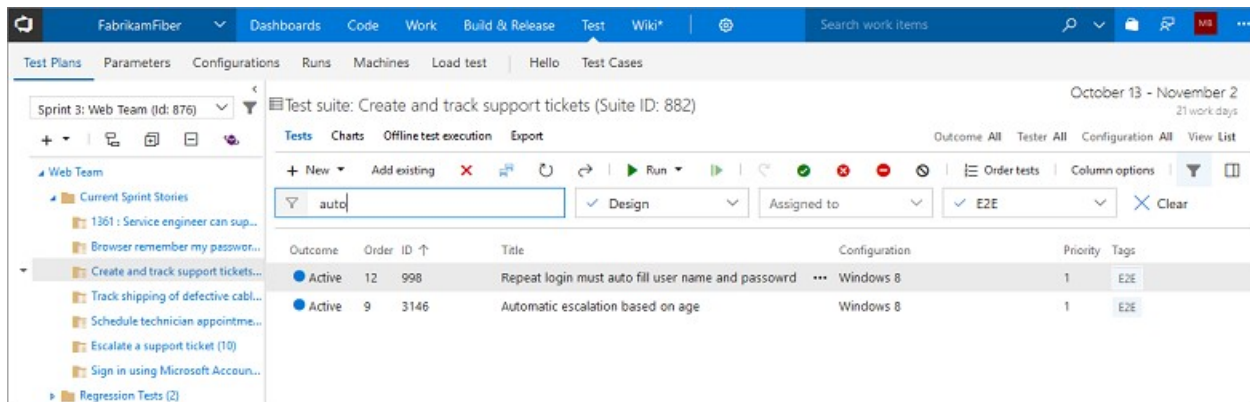 FabrikamFiber Dashboards Code Work Build & Release Test Wiki* Search work items MB ...
Test Plans Parameters Configurations Runs Machines Load test Hello Test Cases
Sprint 3: Web Team (Id: 876)
Web Team
Current Sprint Stories
1361 : Service engineer can sup...
Browser remember my passwor...
Create and track support tickets...
Track shipping of defective cabl...
Schedule technician appointme...
Escalate a support ticket (10)
Sign in using Microsoft Accoun...
Regression Tests (2)
Test suite: Create and track support tickets (Suite ID: 882)
October 13 - November 2
21 work days
Tests Charts Offline test execution Export
Outcome All Tester All Configuration All View List
+ New Add existing Run Order tests Column options
auto Design Assigned to E2E Clear
Outcome Order ID ↑ Title Configuration Priority Tags
Active 12 998 Repeat login must auto fill user name and passowrd ... Windows 8 1 E2E
Active 9 3146 Automatic escalation based on age Windows 8 1 E2E